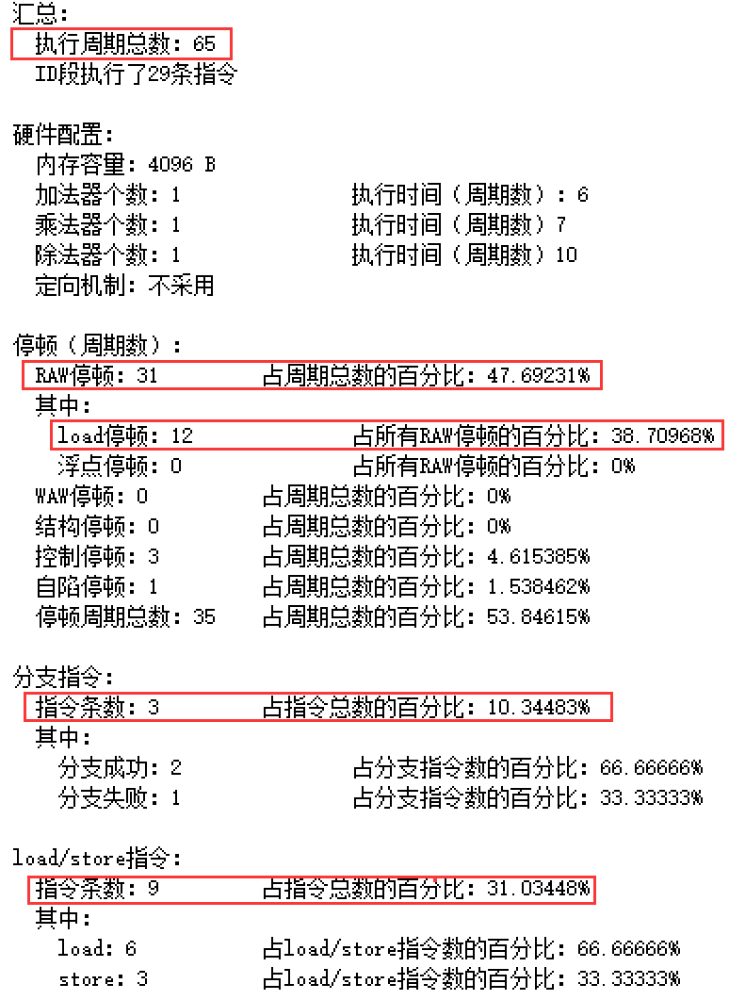 汇总：
执行周期总数：65
ID段执行了29条指令
硬件配置：
内存容量：4096 B
加法器个数：1 执行时间（周期数）：6
乘法器个数：1 执行时间（周期数）7
除法器个数：1 执行时间（周期数）10
定向机制：不采用
停顿（周期数）：
RAW停顿：31 占周期总数的百分比：47.69231%
其中：
load停顿：12 占所有RAW停顿的百分比：38.70968%
浮点停顿：0 占所有RAW停顿的百分比：0%
WAW停顿：0 占周期总数的百分比：0%
结构停顿：0 占周期总数的百分比：0%
控制停顿：3 占周期总数的百分比：4.615385%
自陷停顿：1 占周期总数的百分比：1.538462%
停顿周期总数：35 占周期总数的百分比：53.84615%
分支指令：
指令条数：3 占指令总数的百分比：10.34483%
其中：
分支成功：2 占分支指令数的百分比：66.66666%
分支失败：1 占分支指令数的百分比：33.33333%
load/store指令：
指令条数：9 占指令总数的百分比：31.03448%
其中：
load：6 占load/store指令数的百分比：66.66666%
store：3 占load/store指令数的百分比：33.33333%